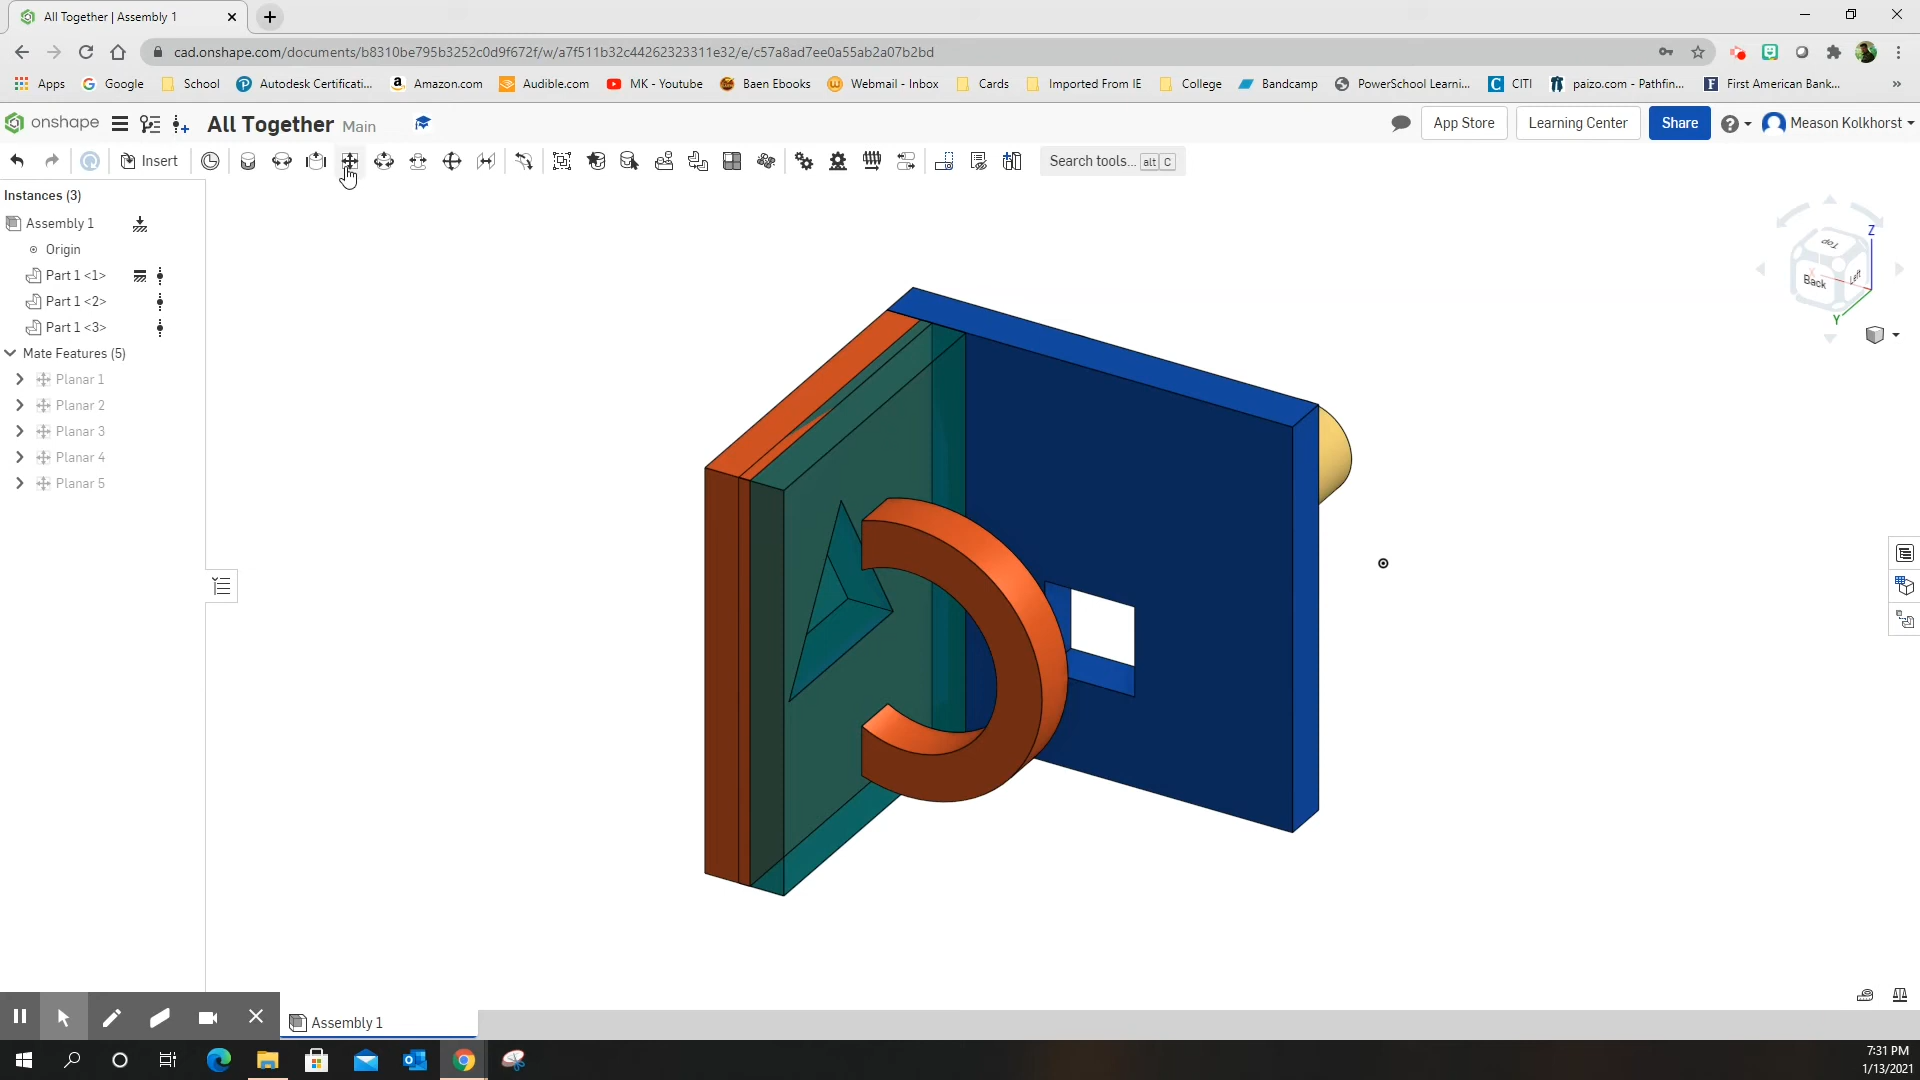 All Together | Assembly 1
cad.onshape.com/documents/b8310be795b3252c0d9f672f/w/a7f511b32c44262323311e32/e/c57a8ad7ee0a55ab2a07b2bd
Apps Google School Autodesk Certificati... Amazon.com Audible.com MK - Youtube Baen Ebooks Webmail - Inbox Cards Imported From IE College Bandcamp PowerSchool Learni... CITI paizo.com - Pathfin... First American Bank... »
onshape All Together Main App Store Learning Center Share Meason Kolkhorst
Insert Search tools... alt C
Instances (3)
Assembly 1
Origin
Part 1 <1>
Part 1 <2>
Part 1 <3>
Mate Features (5)
Planar 1
Planar 2
Planar 3
Planar 4
Planar 5
Z
Top
X
Back Left
Y
Assembly 1
7:31 PM
1/13/2021